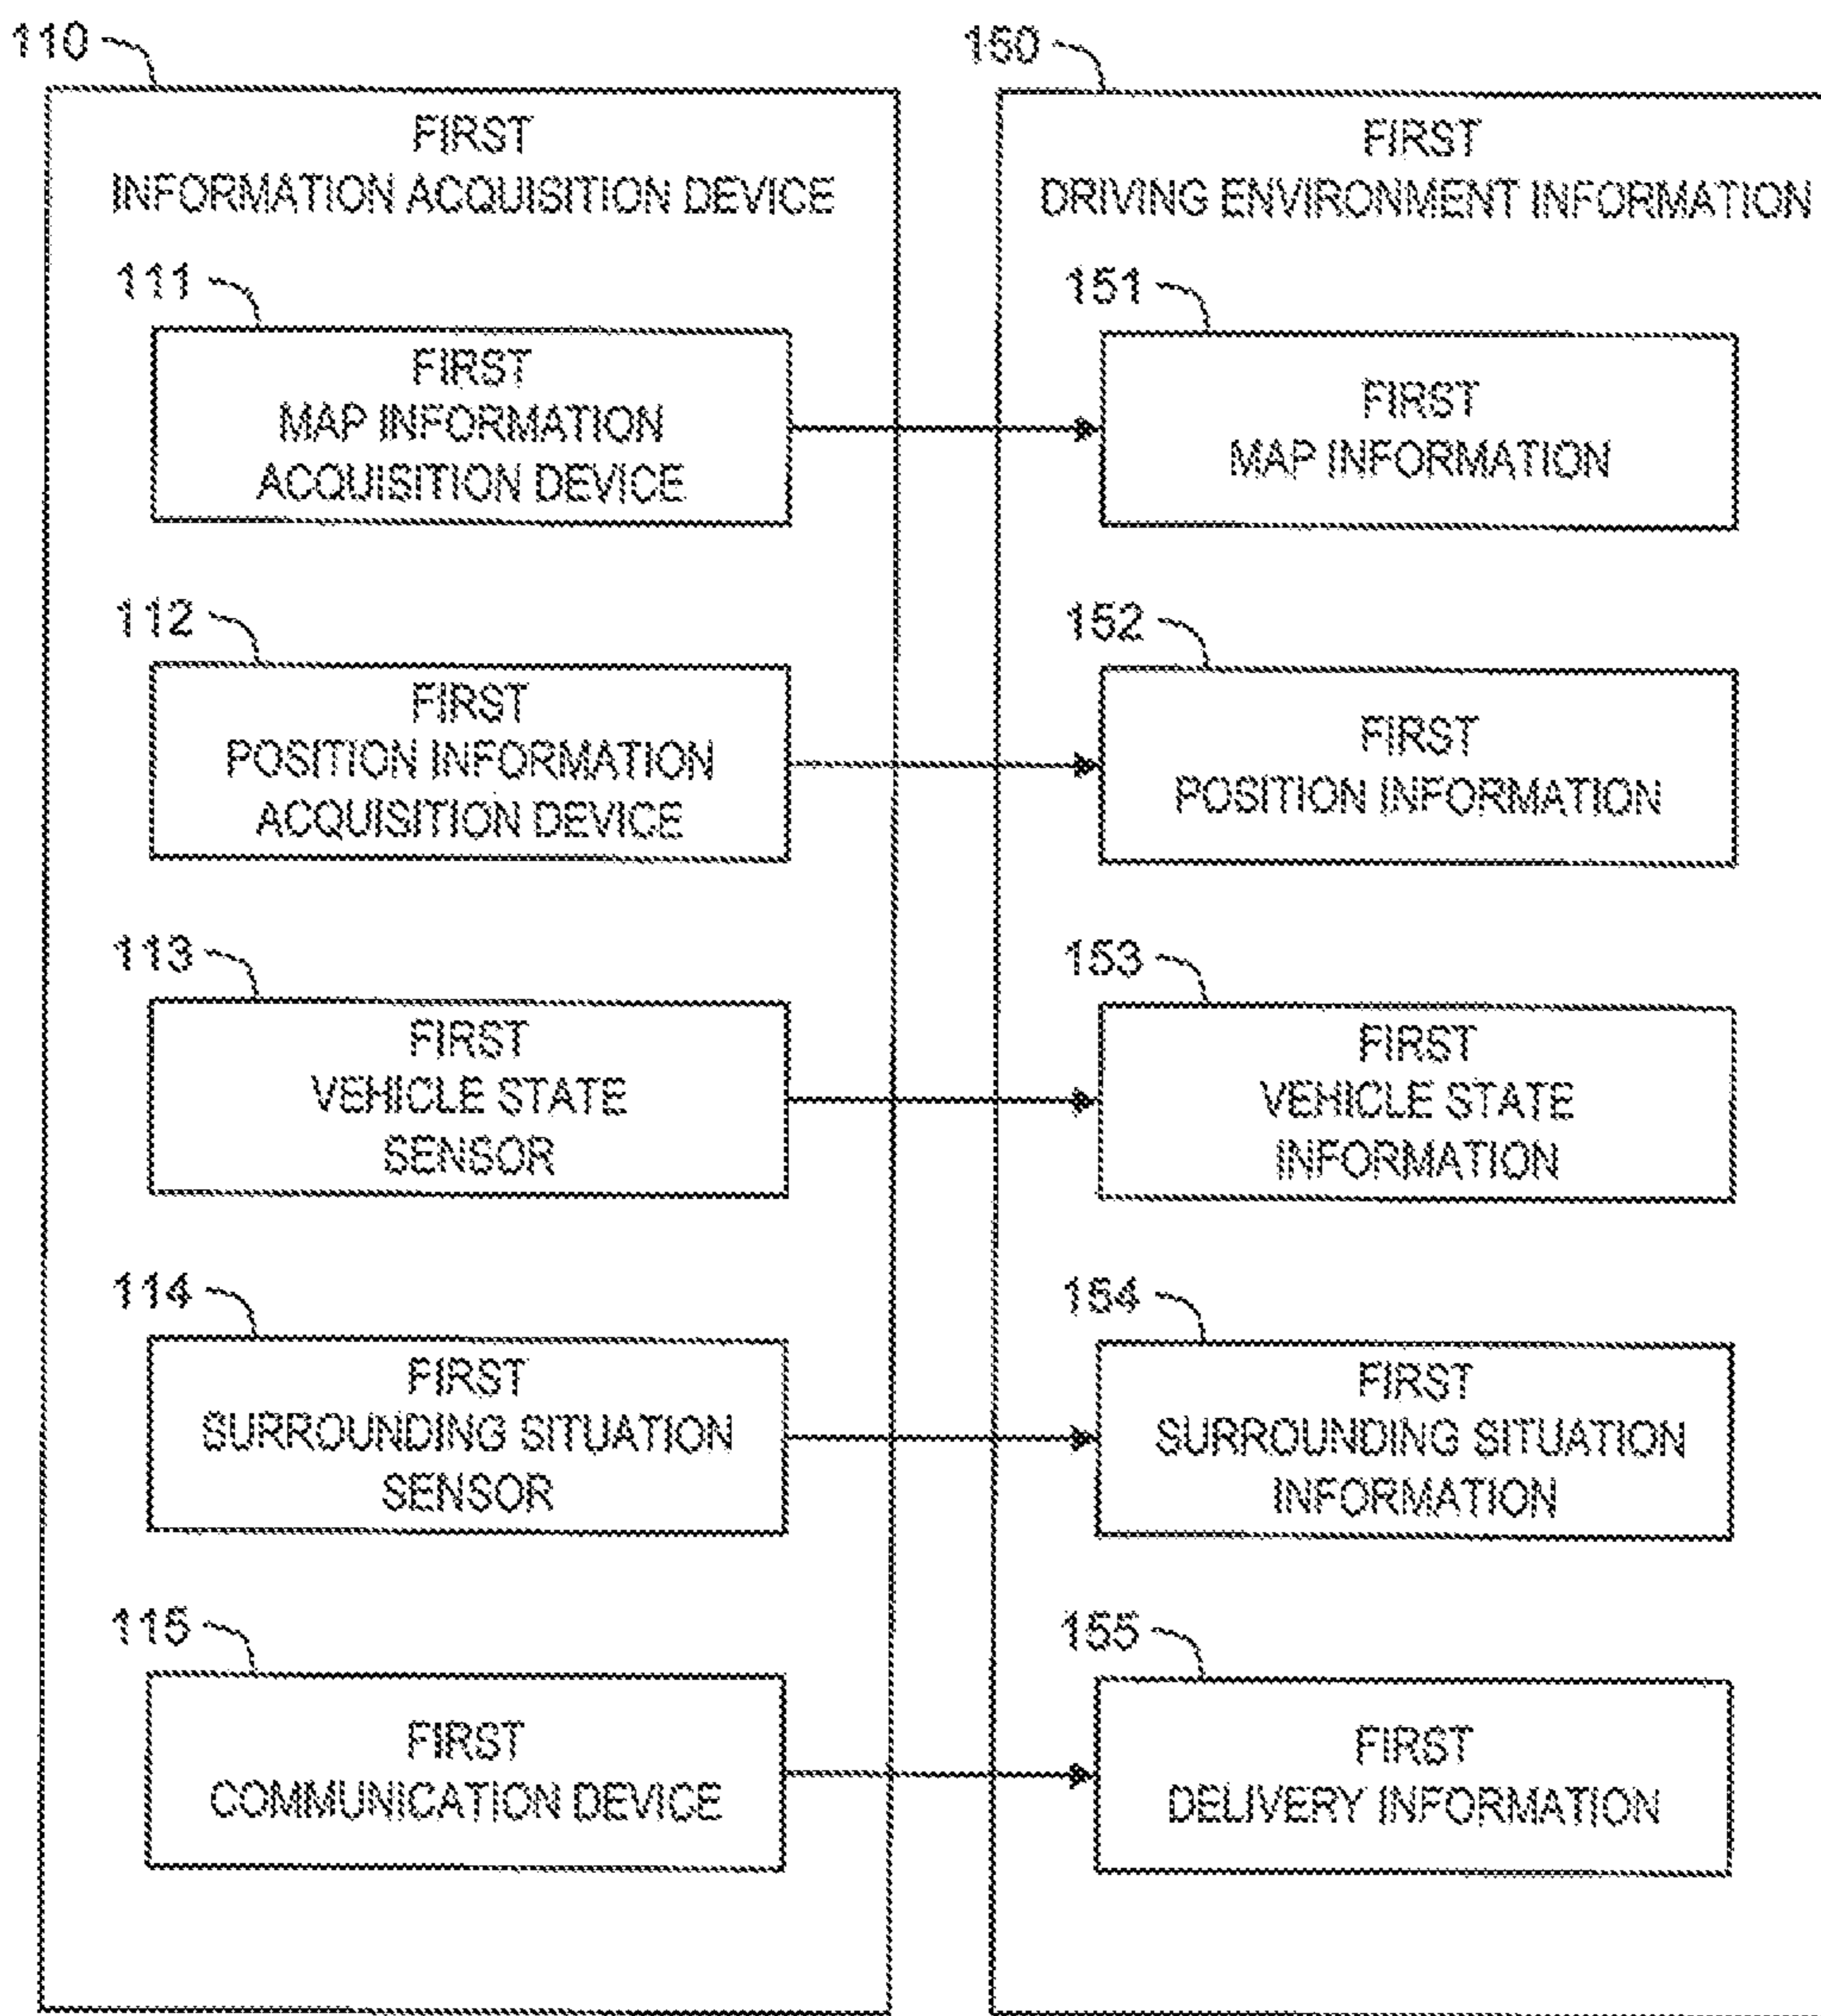 110
FIRST
INFORMATION ACQUISITION DEVICE
111
FIRST
MAP INFORMATION
ACQUISITION DEVICE
112
FIRST
POSITION INFORMATION
ACQUISITION DEVICE
113
FIRST
VEHICLE STATE
SENSOR
114
FIRST
SURROUNDING SITUATION
SENSOR
115
FIRST
COMMUNICATION DEVICE
150
FIRST
DRIVING ENVIRONMENT INFORMATION
151
FIRST
MAP INFORMATION
152
FIRST
POSITION INFORMATION
153
FIRST
VEHICLE STATE
INFORMATION
154
FIRST
SURROUNDING SITUATION
INFORMATION
155
FIRST
DELIVERY INFORMATION